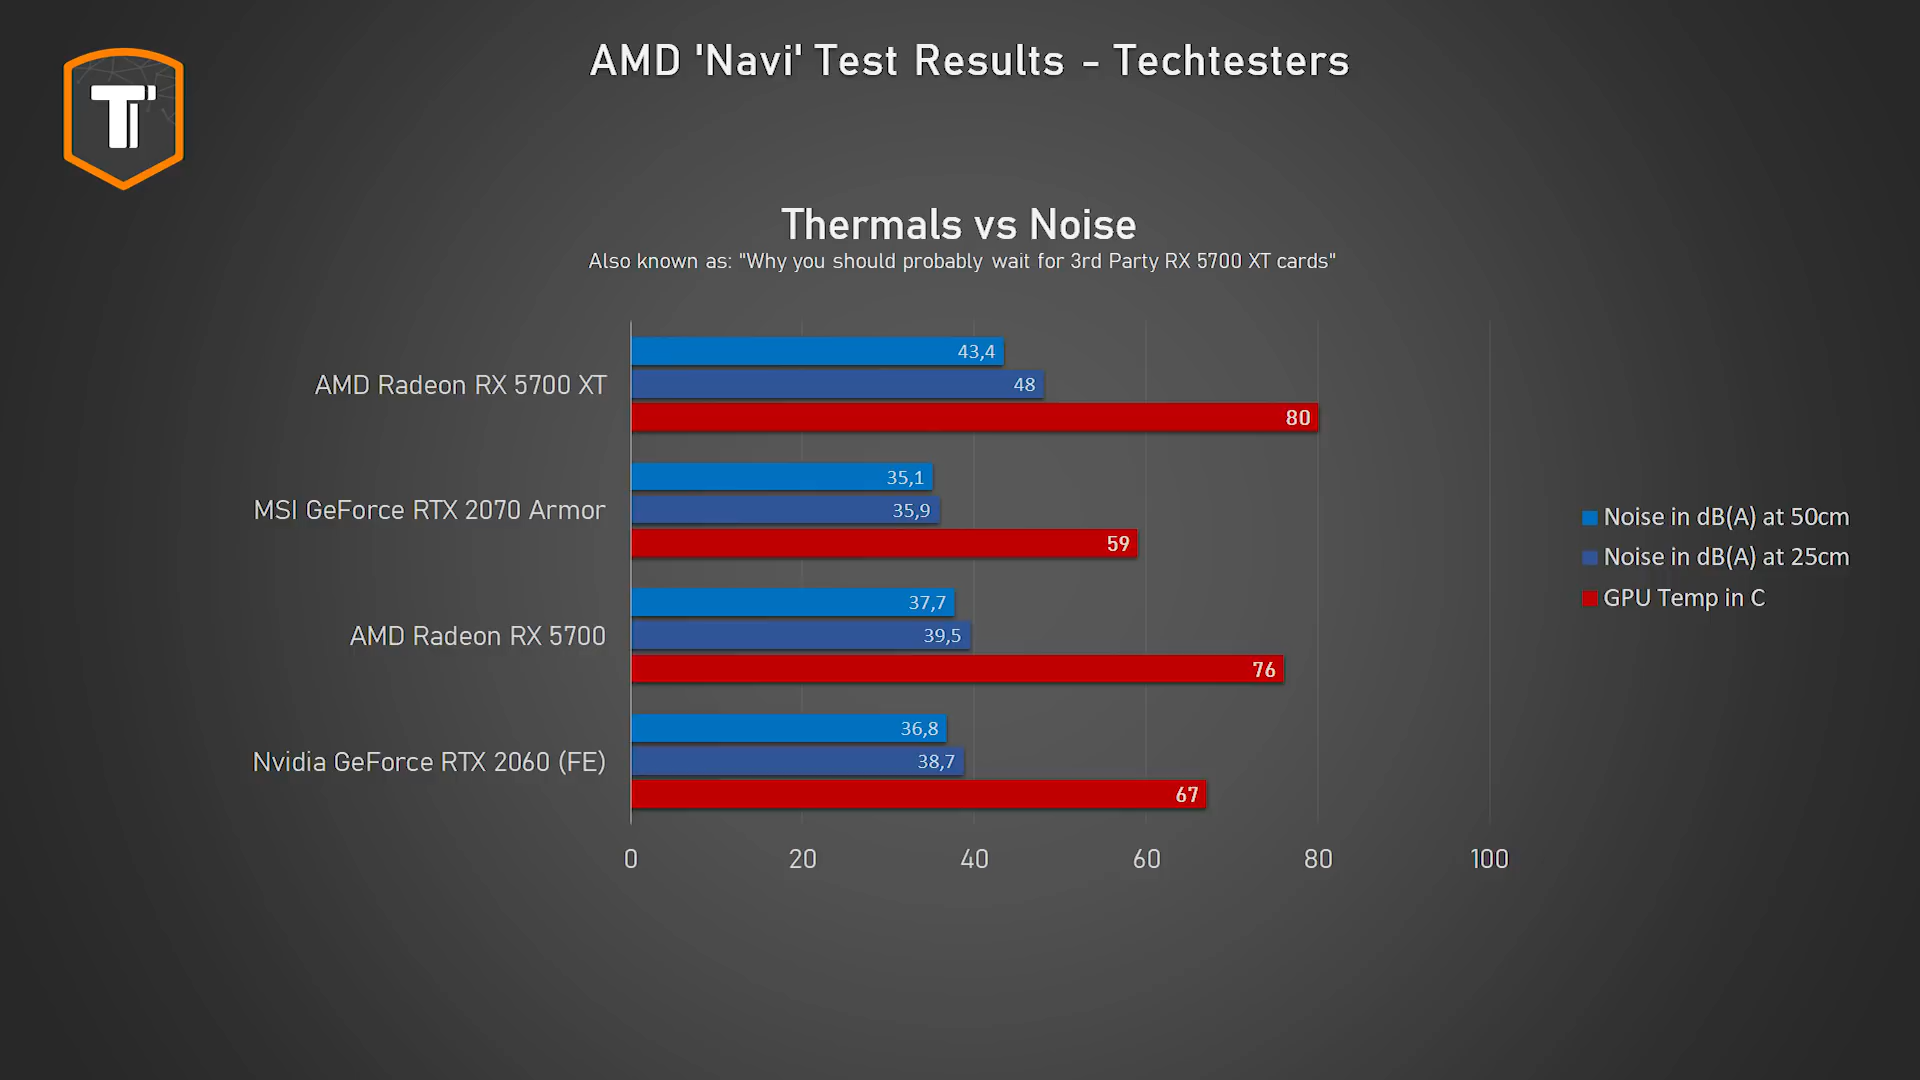 AMD 'Navi' Test Results - Techtesters
T
Thermals vs Noise
Also known as: "Why you should probably wait for 3rd Party RX 5700 XT cards"
AMD Radeon RX 5700 XT
43,4
48
80
MSI GeForce RTX 2070 Armor
35,1
35,9
59
AMD Radeon RX 5700
37,7
39,5
76
Nvidia GeForce RTX 2060 (FE)
36,8
38,7
67
0 20 40 60 80 100
Noise in dB(A) at 50cm
Noise in dB(A) at 25cm
GPU Temp in C